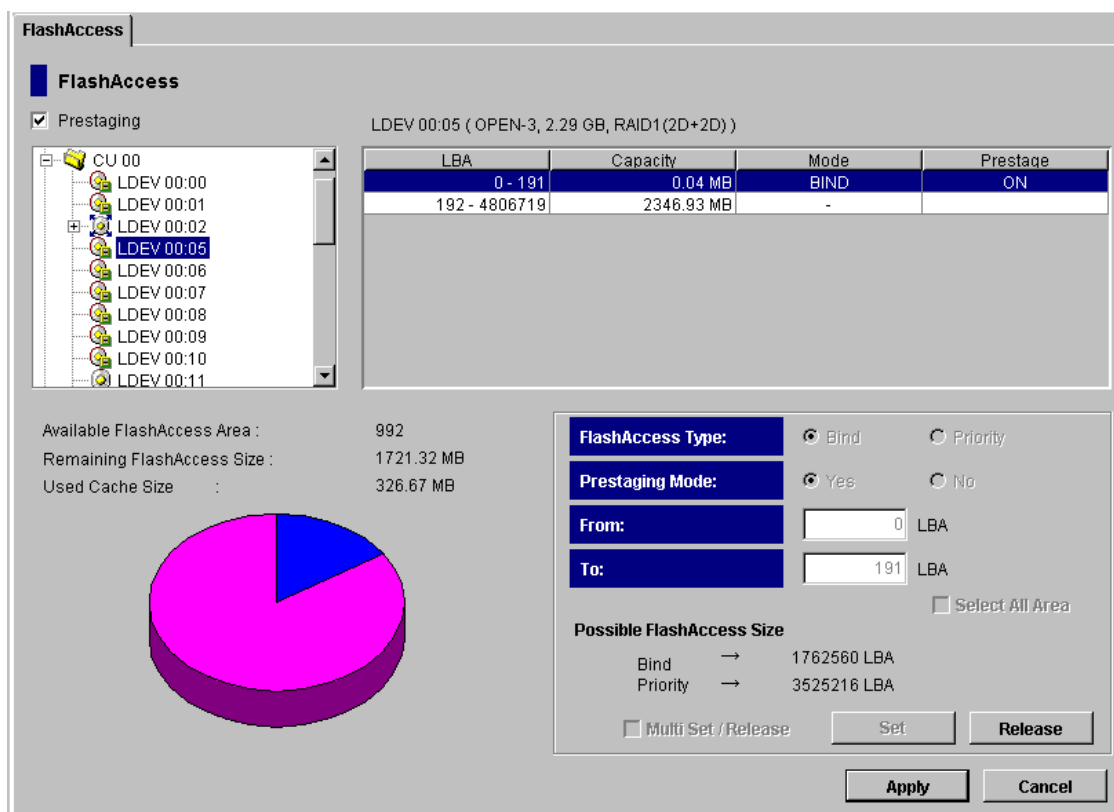 FlashAccess
FlashAccess
Prestaging
LDEV 00:05 ( OPEN-3, 2.29 GB, RAID1(2D+2D) )
CU 00
LDEV 00:00
LDEV 00:01
LDEV 00:02
LDEV 00:05
LDEV 00:06
LDEV 00:07
LDEV 00:08
LDEV 00:09
LDEV 00:10
LDEV 00:11
LBA Capacity Mode Prestage
0 - 191 0.04 MB BIND ON
192 - 4806719 2346.93 MB -
Available FlashAccess Area : 992
Remaining FlashAccess Size : 1721.32 MB
Used Cache Size : 326.67 MB
FlashAccess Type: Bind Priority
Prestaging Mode: Yes No
From: 0 LBA
To: 191 LBA
Select All Area
Possible FlashAccess Size
Bind → 1762560 LBA
Priority → 3525216 LBA
Multi Set / Release Set Release
Apply Cancel